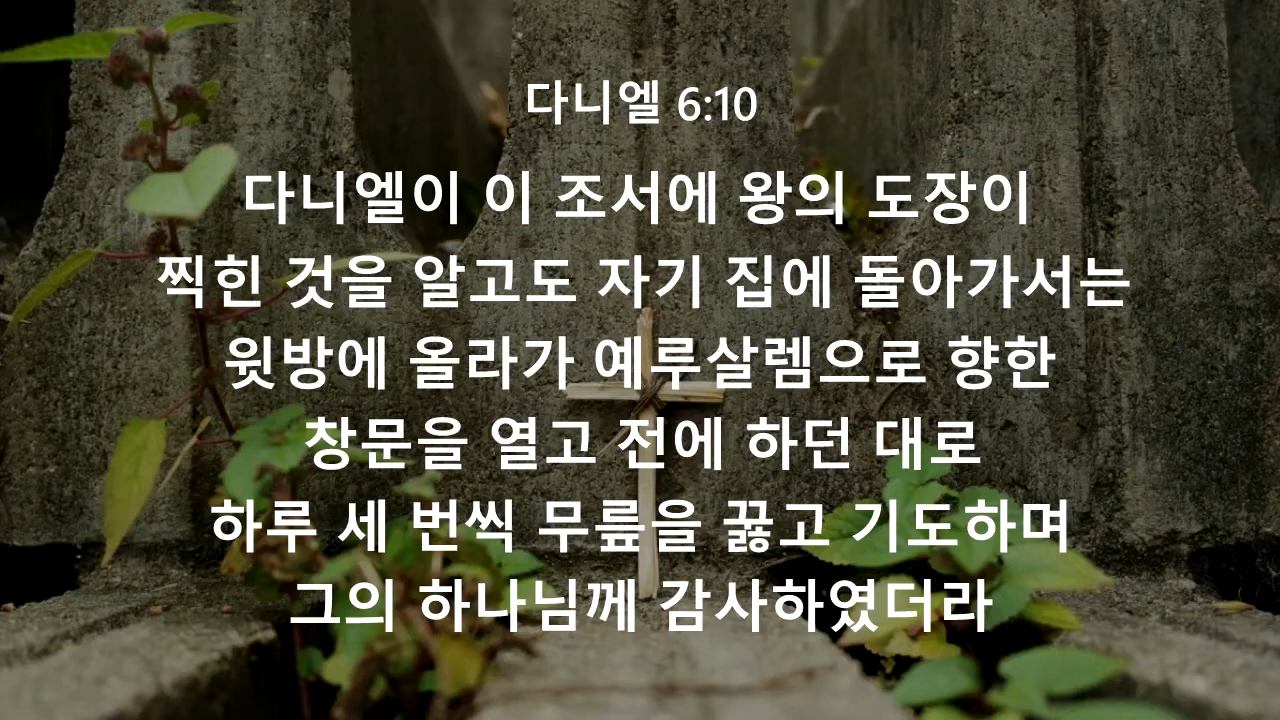 다니엘 6:10
다니엘이 이 조서에 왕의 도장이
찍힌 것을 알고도 자기 집에 돌아가서는
윗방에 올라가 예루살렘으로 향한
창문을 열고 전에 하던 대로
하루 세 번씩 무릎을 꿇고 기도하며
그의 하나님께 감사하였더라